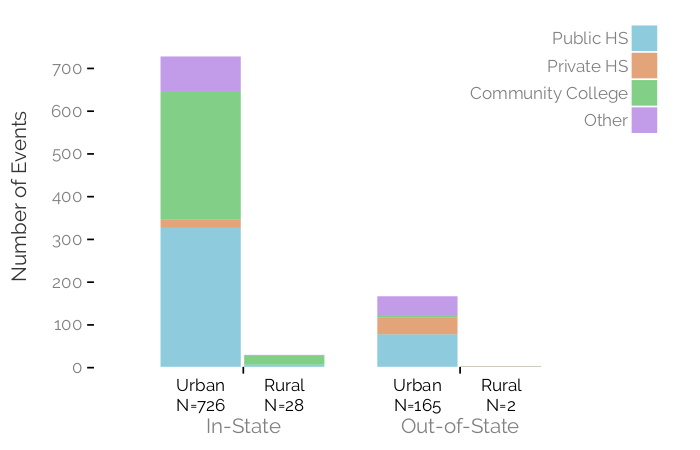 Public HS
Private HS
Community College
Other
Number of Events
700
600
500
400
300
200
100
0
Urban
N=726
Rural
N=28
In-State
Urban
N=165
Rural
N=2
Out-of-State